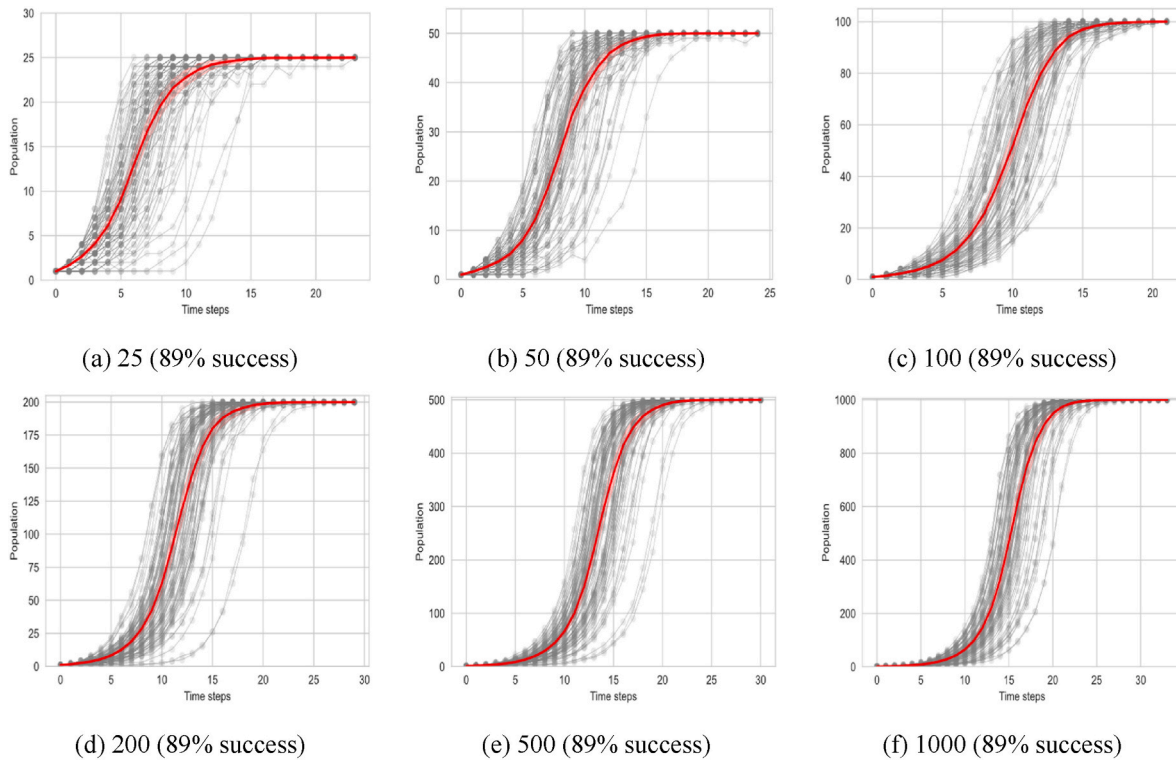 30
25
20
15
10
5
0
Population
0 5 10 15 20
Time steps
(a) 25 (89% success)
50
40
30
20
10
0
Population
0 5 10 15 20 25
Time steps
(b) 50 (89% success)
100
80
60
40
20
0
Population
0 5 10 15 20
Time steps
(c) 100 (89% success)
200
175
150
125
100
75
50
25
0
Population
0 5 10 15 20 25 30
Time steps
(d) 200 (89% success)
500
400
300
200
100
0
Population
0 5 10 15 20 25 30
Time steps
(e) 500 (89% success)
1000
800
600
400
200
0
Population
0 5 10 15 20 25 30
Time steps
(f) 1000 (89% success)